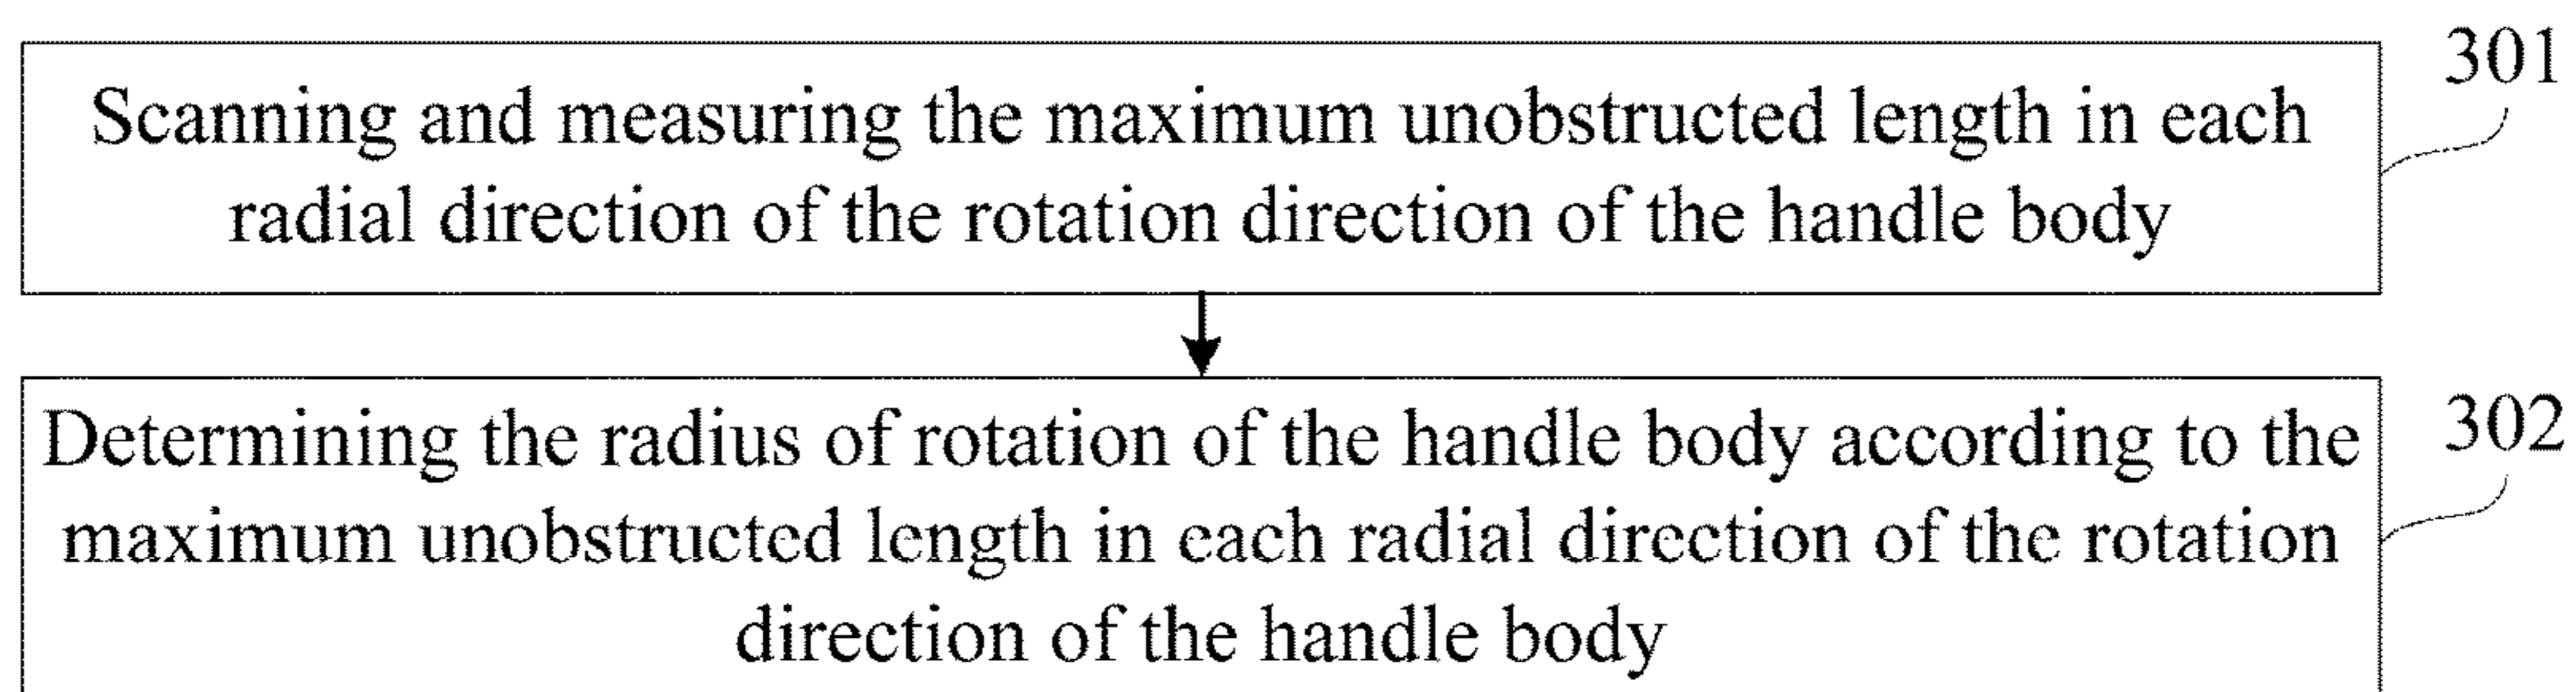 Scanning and measuring the maximum unobstructed length in each
radial direction of the rotation direction of the handle body
301
Determining the radius of rotation of the handle body according to the
maximum unobstructed length in each radial direction of the rotation
direction of the handle body
302